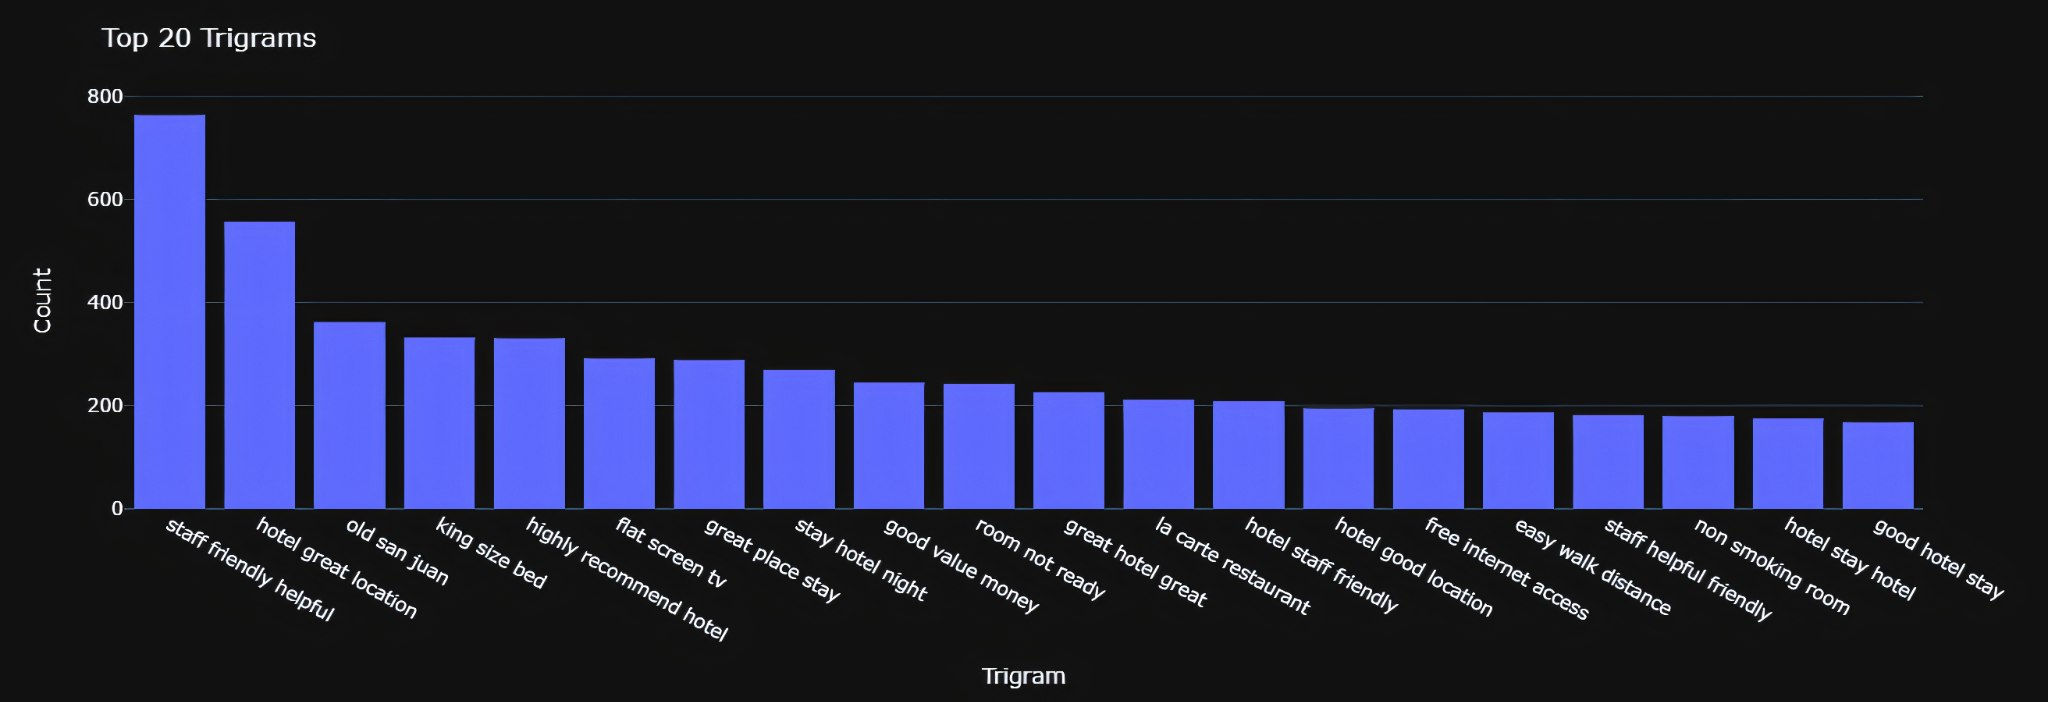 Top 20 Trigrams
800
600
400
200
0
Count
staff friendly helpful
hotel great location
old san juan
king size bed
highly recommend hotel
flat screen tv
great place stay
stay hotel night
good value money
room not ready
great hotel great
la carte restaurant
hotel staff friendly
hotel good location
free internet access
easy walk distance
staff helpful friendly
non smoking room
hotel stay hotel
good hotel stay
Trigram